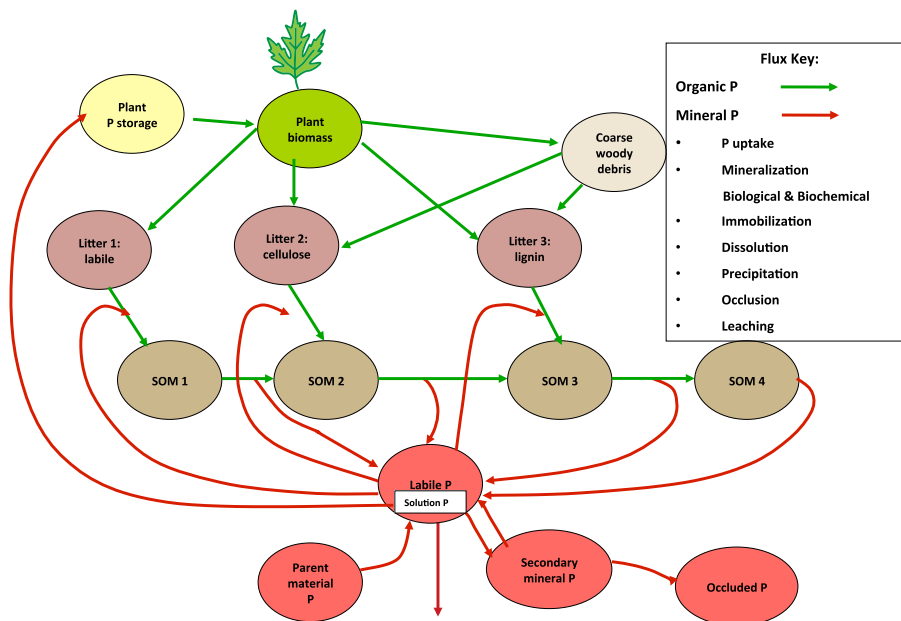 Flux Key:
Organic P
Mineral P
• P uptake
• Mineralization
Biological & Biochemical
• Immobilization
• Dissolution
• Precipitation
• Occlusion
• Leaching
Plant
P storage
Plant
biomass
Coarse
woody
debris
Litter 1:
labile
Litter 2:
cellulose
Litter 3:
lignin
SOM 1
SOM 2
SOM 3
SOM 4
Labile P
Solution P
Parent
material
P
Secondary
mineral P
Occluded P